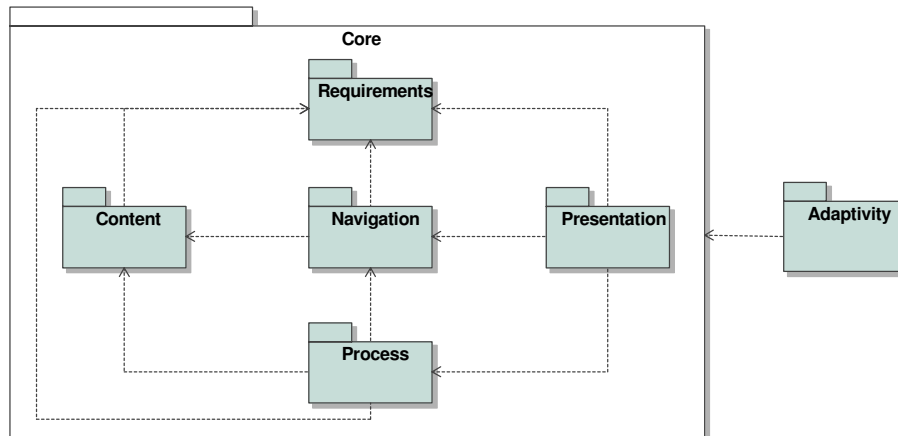 Core
Requirements
Content
Navigation
Presentation
Adaptivity
Process